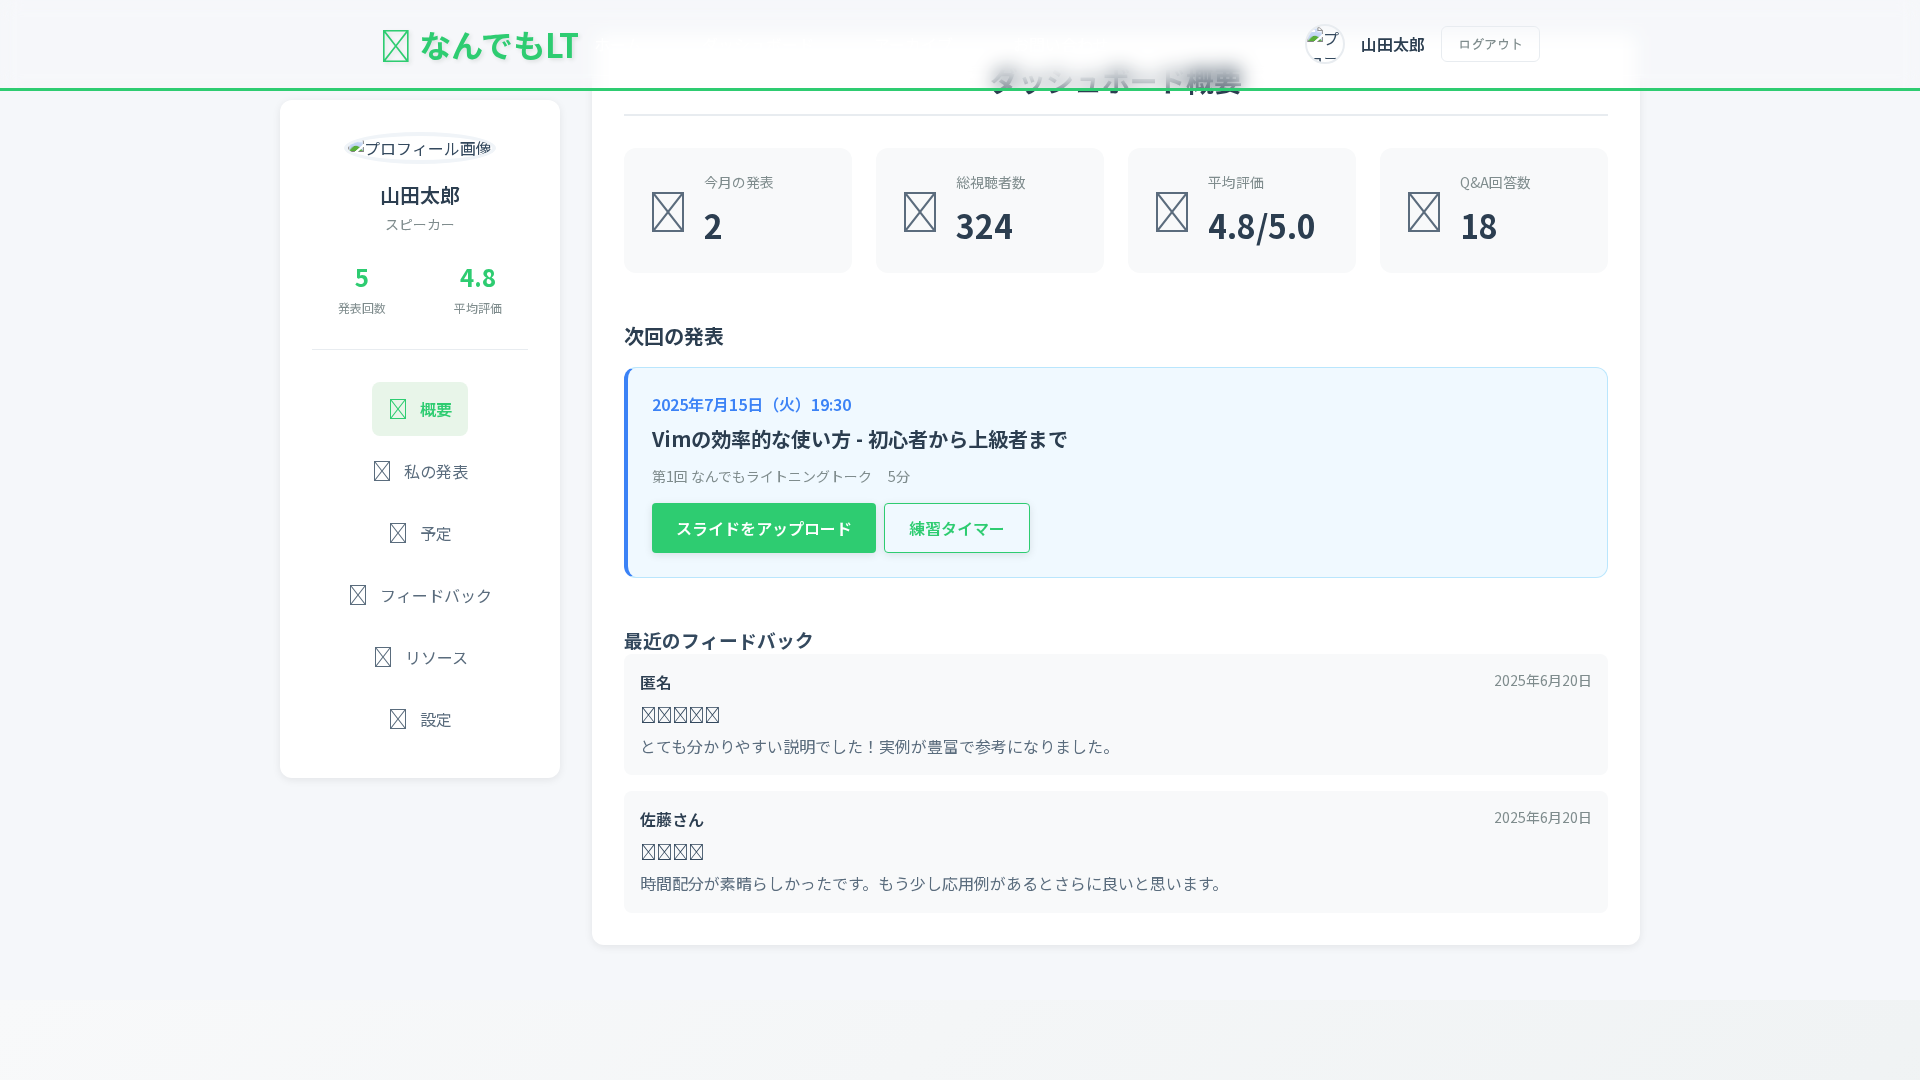 なんでもLT
山田太郎
ログアウト
ダッシュボード概要
プロフィール画像
山田太郎
スピーカー
5
発表回数
4.8
平均評価
概要
私の発表
予定
フィードバック
リソース
設定
今月の発表
2
総視聴者数
324
平均評価
4.8/5.0
Q&A回答数
18
次回の発表
2025年7月15日（火）19:30
Vimの効率的な使い方 - 初心者から上級者まで
第1回 なんでもライトニングトーク 5分
スライドをアップロード
練習タイマー
最近のフィードバック
匿名
2025年6月20日
とても分かりやすい説明でした！実例が豊富で参考になりました。
佐藤さん
2025年6月20日
時間配分が素晴らしかったです。もう少し応用例があるとさらに良いと思います。